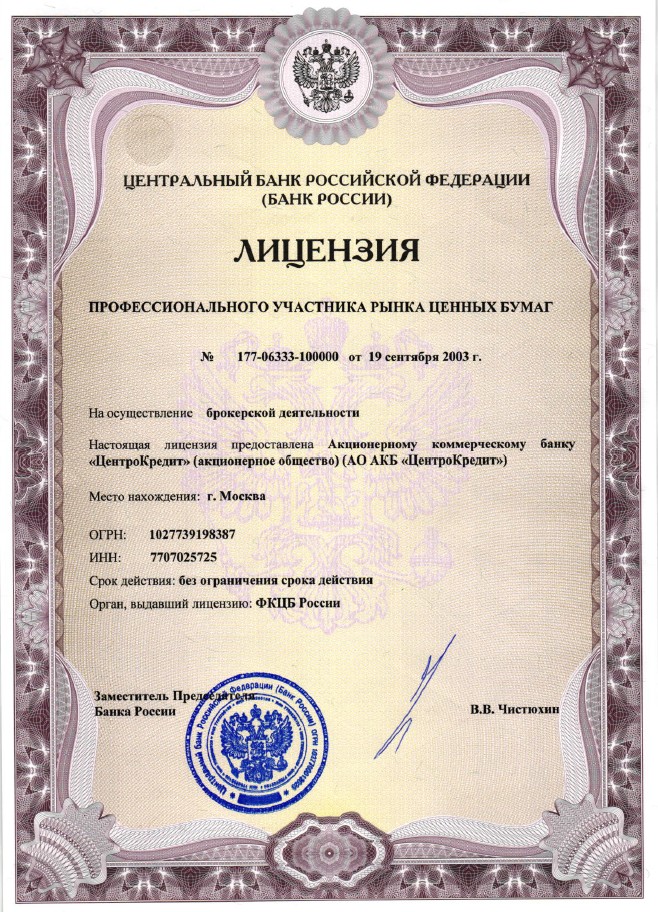 ЦЕНТРАЛЬНЫЙ БАНК РОССИЙСКОЙ ФЕДЕРАЦИИ
(БАНК РОССИИ)
ЛИЦЕНЗИЯ
ПРОФЕССИОНАЛЬНОГО УЧАСТНИКА РЫНКА ЦЕННЫХ БУМАГ
№ 177-06333-100000 от 19 сентября 2003 г.
На осуществление брокерской деятельности
Настоящая лицензия предоставлена Акционерному коммерческому банку
«ЦентроКредит» (акционерное общество) (АО АКБ «ЦентроКредит»)
Место нахождения: г. Москва
ОГРН: 1027739198387
ИНН: 7707025725
Срок действия: без ограничения срока действия
Орган, выдавший лицензию: ФКЦБ России
Заместитель Председателя
Банка России
В.В. Чистюхин
Центральный банк Российской Федерации (Банк России)